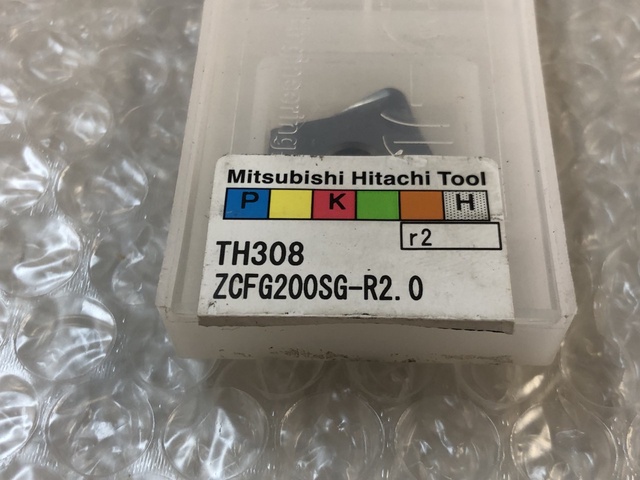 Mitsubishi Hitachi Tool
P K H
r2
TH308
ZCFG200SG-R2.0